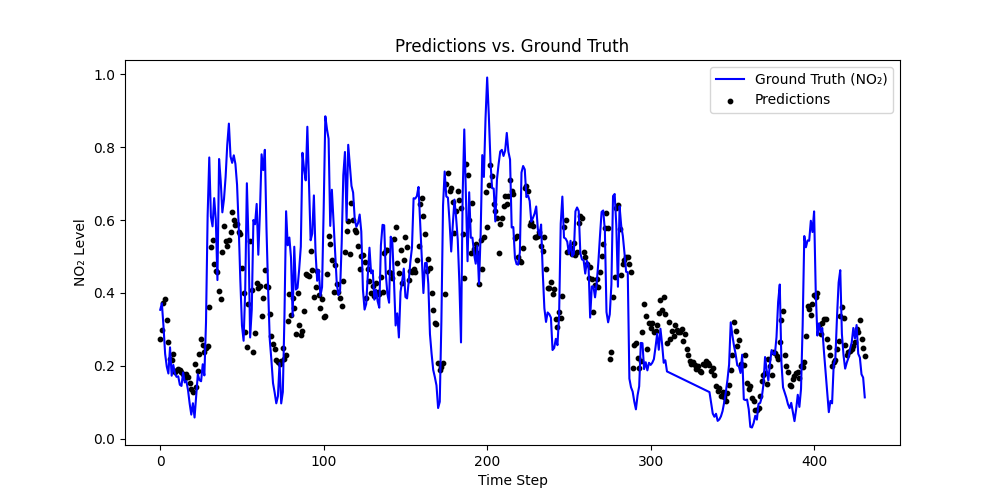 Predictions vs. Ground Truth
Ground Truth (NO₂)
Predictions
NO₂ Level
1.0
0.8
0.6
0.4
0.2
0.0
0 100 200 300 400
Time Step